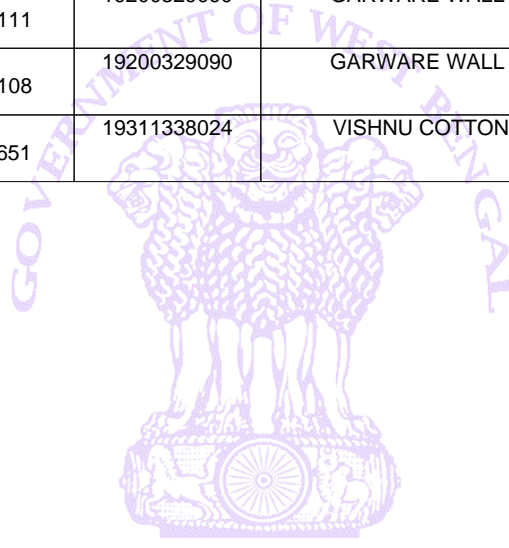 111
19200329090 GARWARE WALL
108
19311338024 VISHNU COTTON
651
GOVERNMENT OF WEST BENGAL